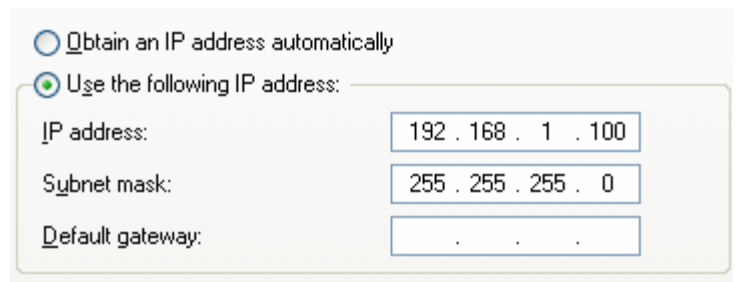 Obtain an IP address automatically
Use the following IP address:
IP address: 192 . 168 . 1 . 100
Subnet mask: 255 . 255 . 255 . 0
Default gateway: . . .